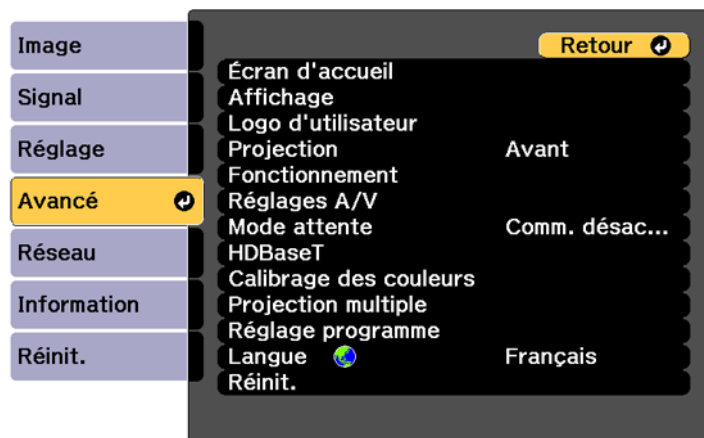 Image
Signal
Réglage
Avancé
Réseau
Information
Réinit.
Retour
Écran d'accueil
Affichage
Logo d'utilisateur
Projection Avant
Fonctionnement
Réglages A/V
Mode attente Comm. désac...
HDBaseT
Calibrage des couleurs
Projection multiple
Réglage programme
Langue Français
Réinit.